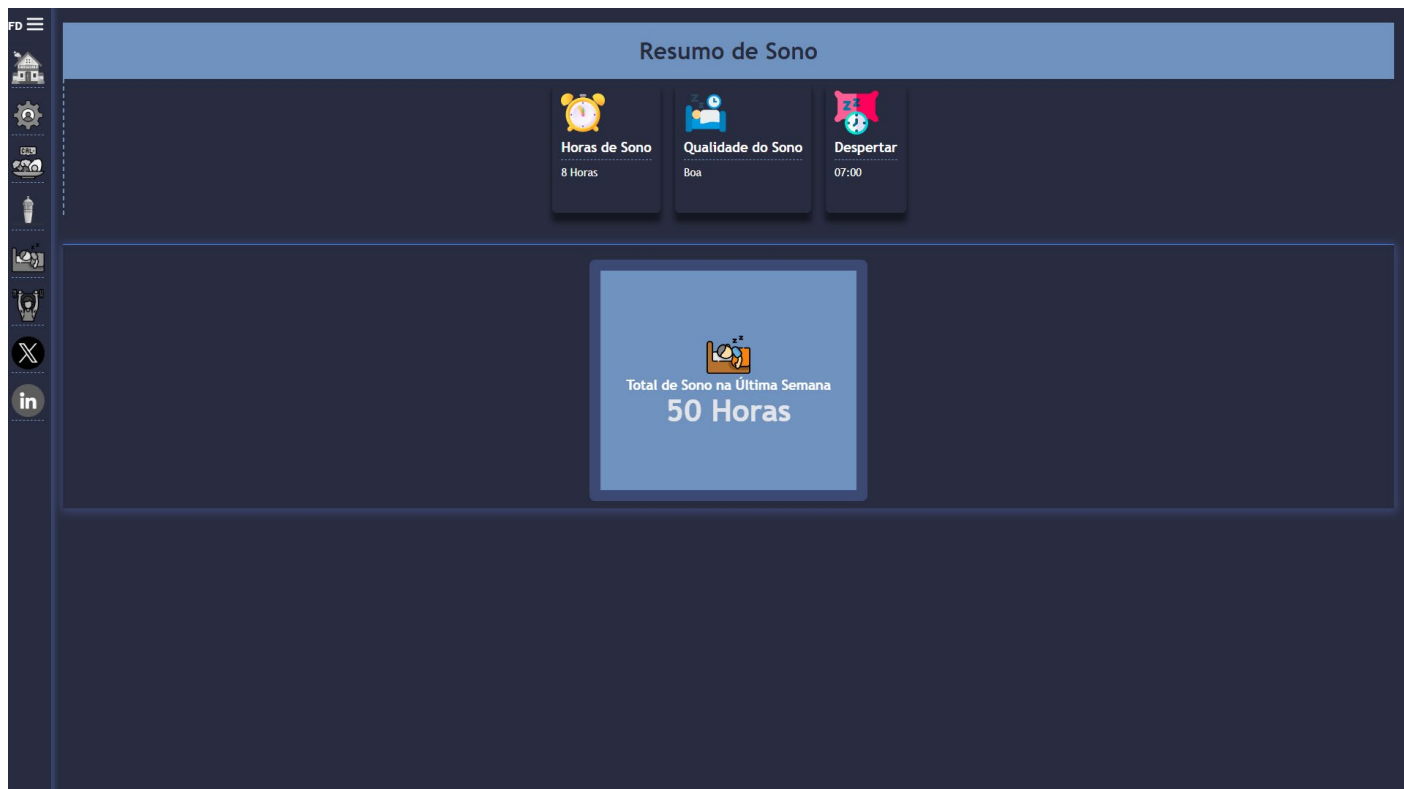 FD
Resumo de Sono
Horas de Sono
8 Horas
Qualidade do Sono
Boa
Despertar
07:00
Total de Sono na Última Semana
50 Horas
in